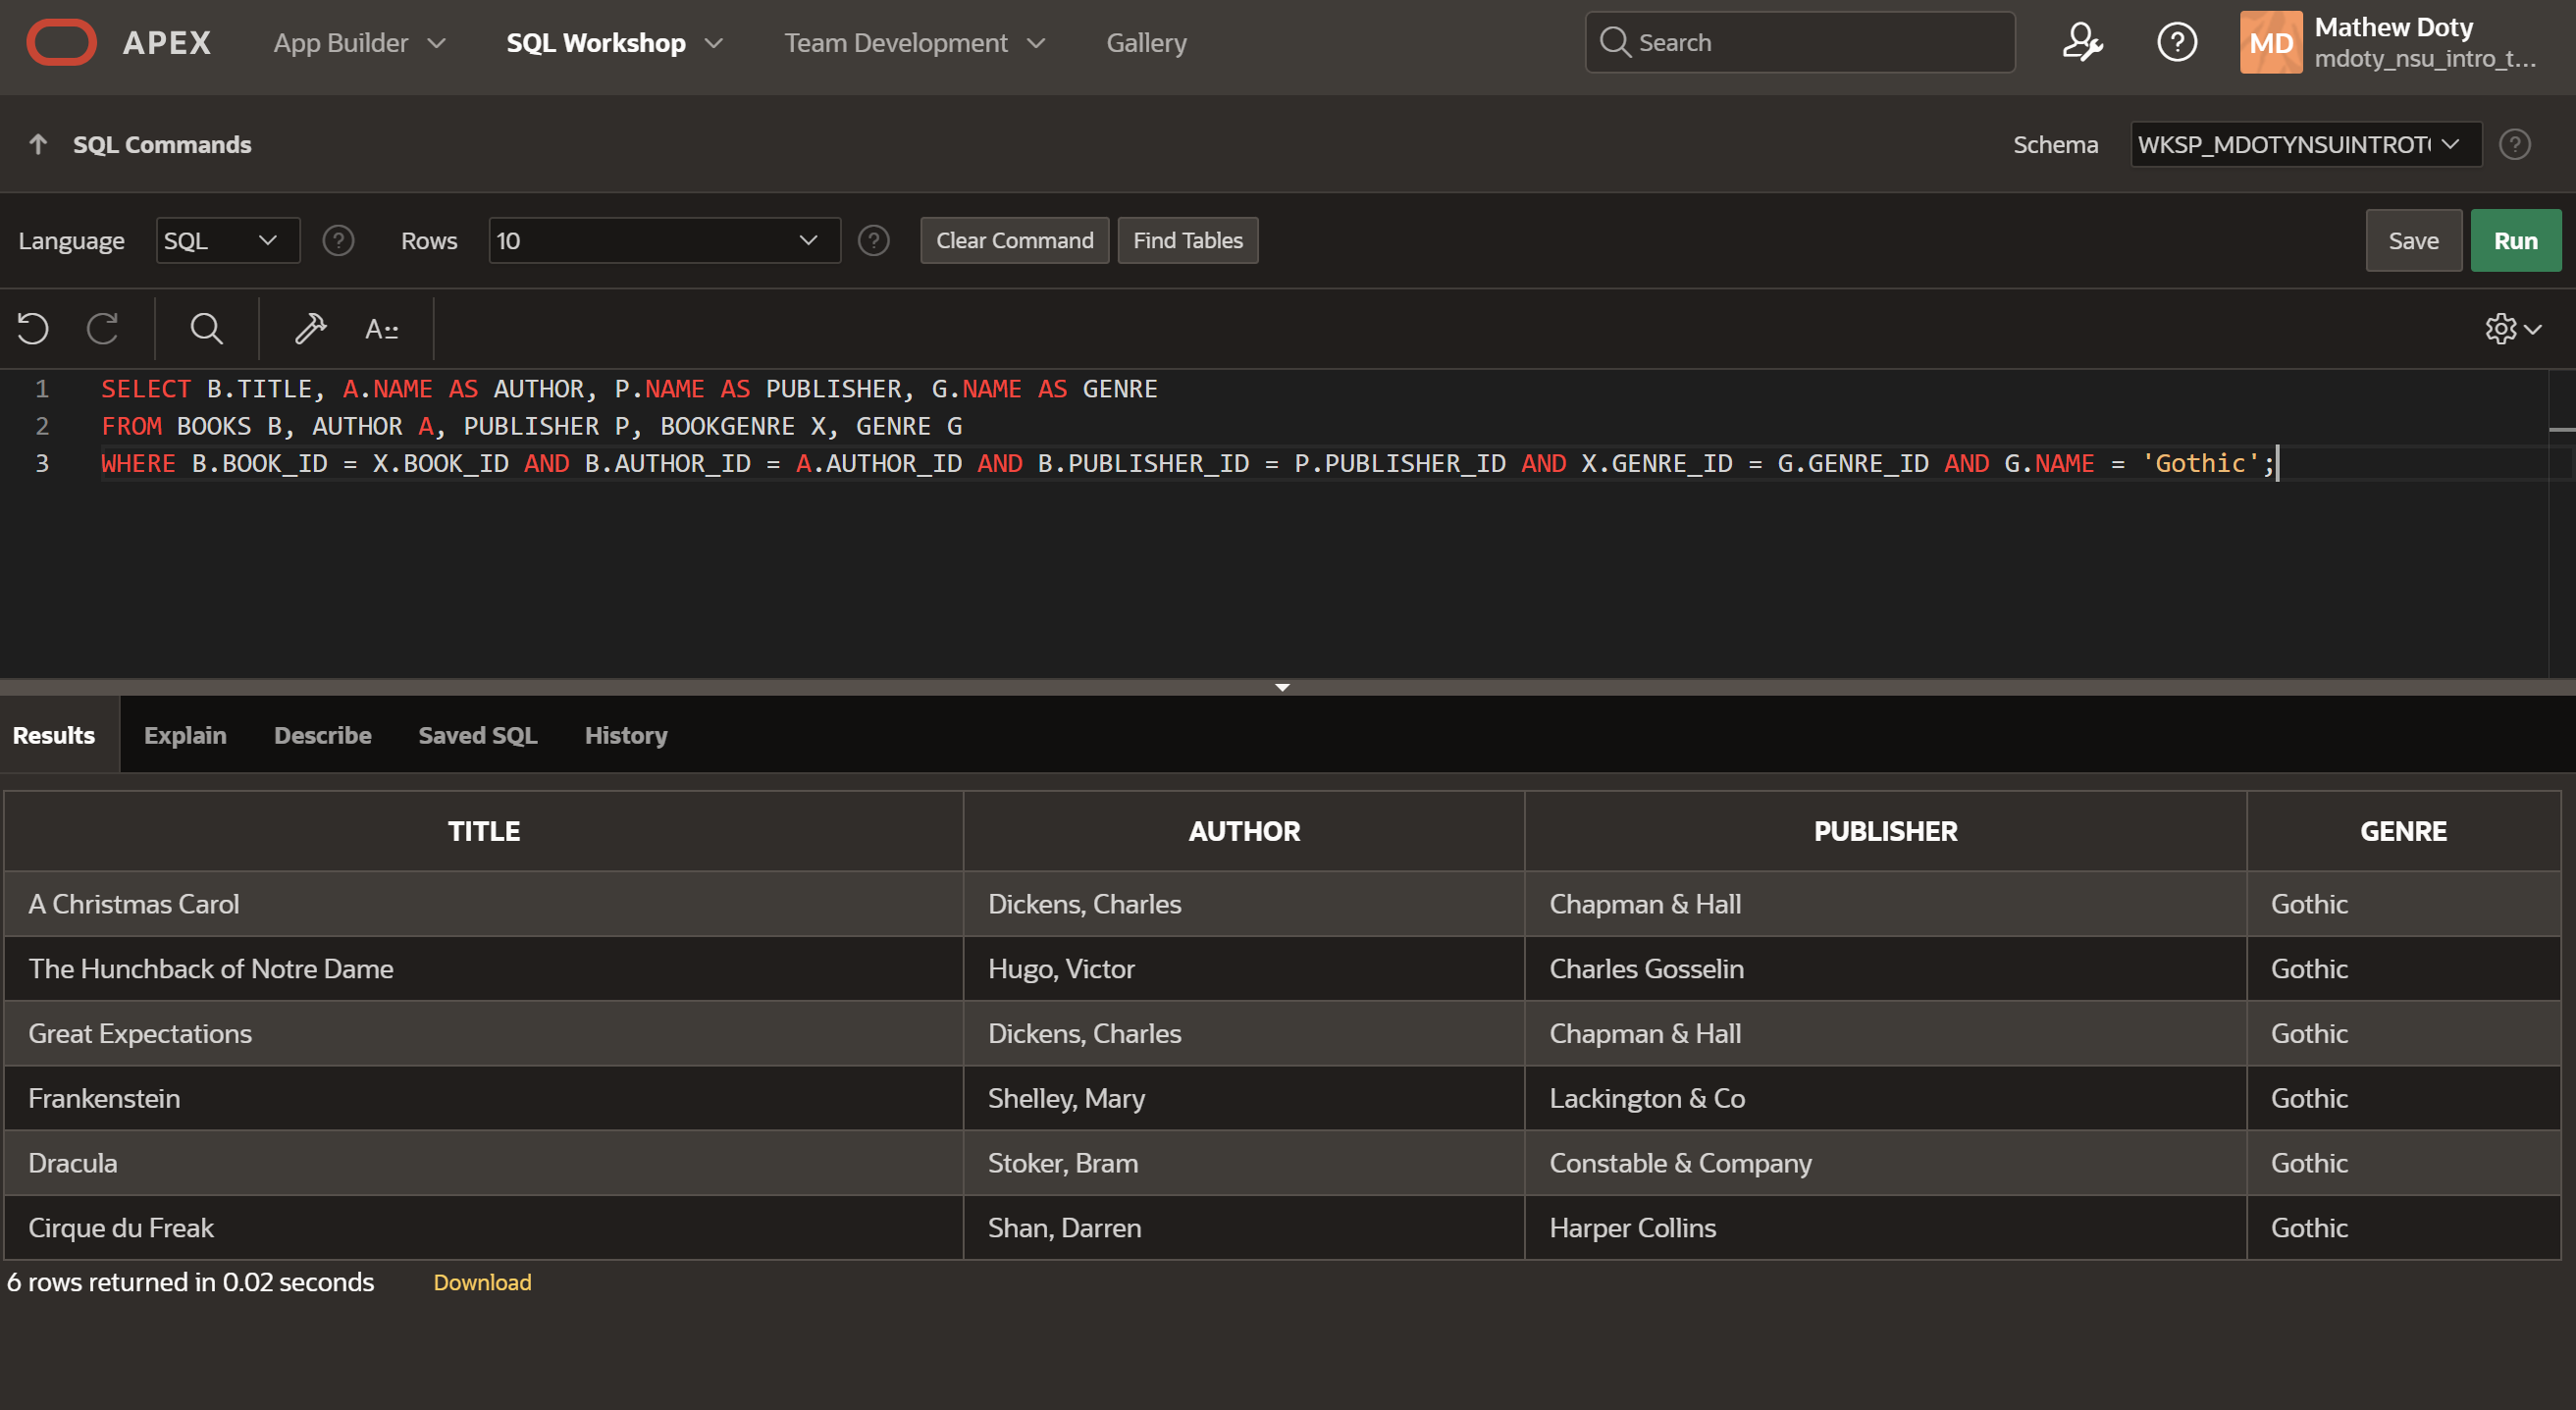 APEX App Builder SQL Workshop Team Development Gallery Search MD Mathew Doty
mdoty_nsu_intro_t...
SQL Commands Schema WKSP_MDOTYNSUINTROT
Language SQL Rows 10 Clear Command Find Tables Save Run
1 SELECT B.TITLE, A.NAME AS AUTHOR, P.NAME AS PUBLISHER, G.NAME AS GENRE
2 FROM BOOKS B, AUTHOR A, PUBLISHER P, BOOKGENRE X, GENRE G
3 WHERE B.BOOK_ID = X.BOOK_ID AND B.AUTHOR_ID = A.AUTHOR_ID AND B.PUBLISHER_ID = P.PUBLISHER_ID AND X.GENRE_ID = G.GENRE_ID AND G.NAME = 'Gothic';
Results Explain Describe Saved SQL History
TITLE AUTHOR PUBLISHER GENRE
A Christmas Carol Dickens, Charles Chapman & Hall Gothic
The Hunchback of Notre Dame Hugo, Victor Charles Gosselin Gothic
Great Expectations Dickens, Charles Chapman & Hall Gothic
Frankenstein Shelley, Mary Lackington & Co Gothic
Dracula Stoker, Bram Constable & Company Gothic
Cirque du Freak Shan, Darren Harper Collins Gothic
6 rows returned in 0.02 seconds Download